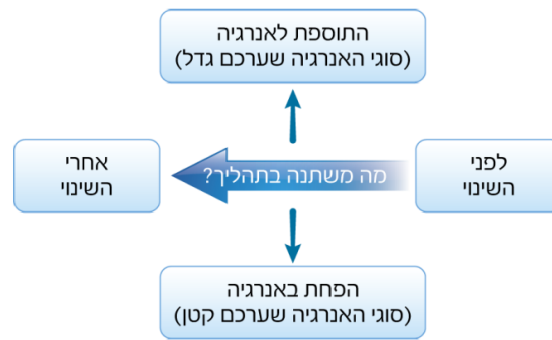 התוספת לאנרגיה
(סוגי האנרגיה שערכם גדל)
לפני
השינוי
מה משתנה בתהליך?
אחרי
השינוי
הפחת באנרגיה
(סוגי האנרגיה שערכם קטן)